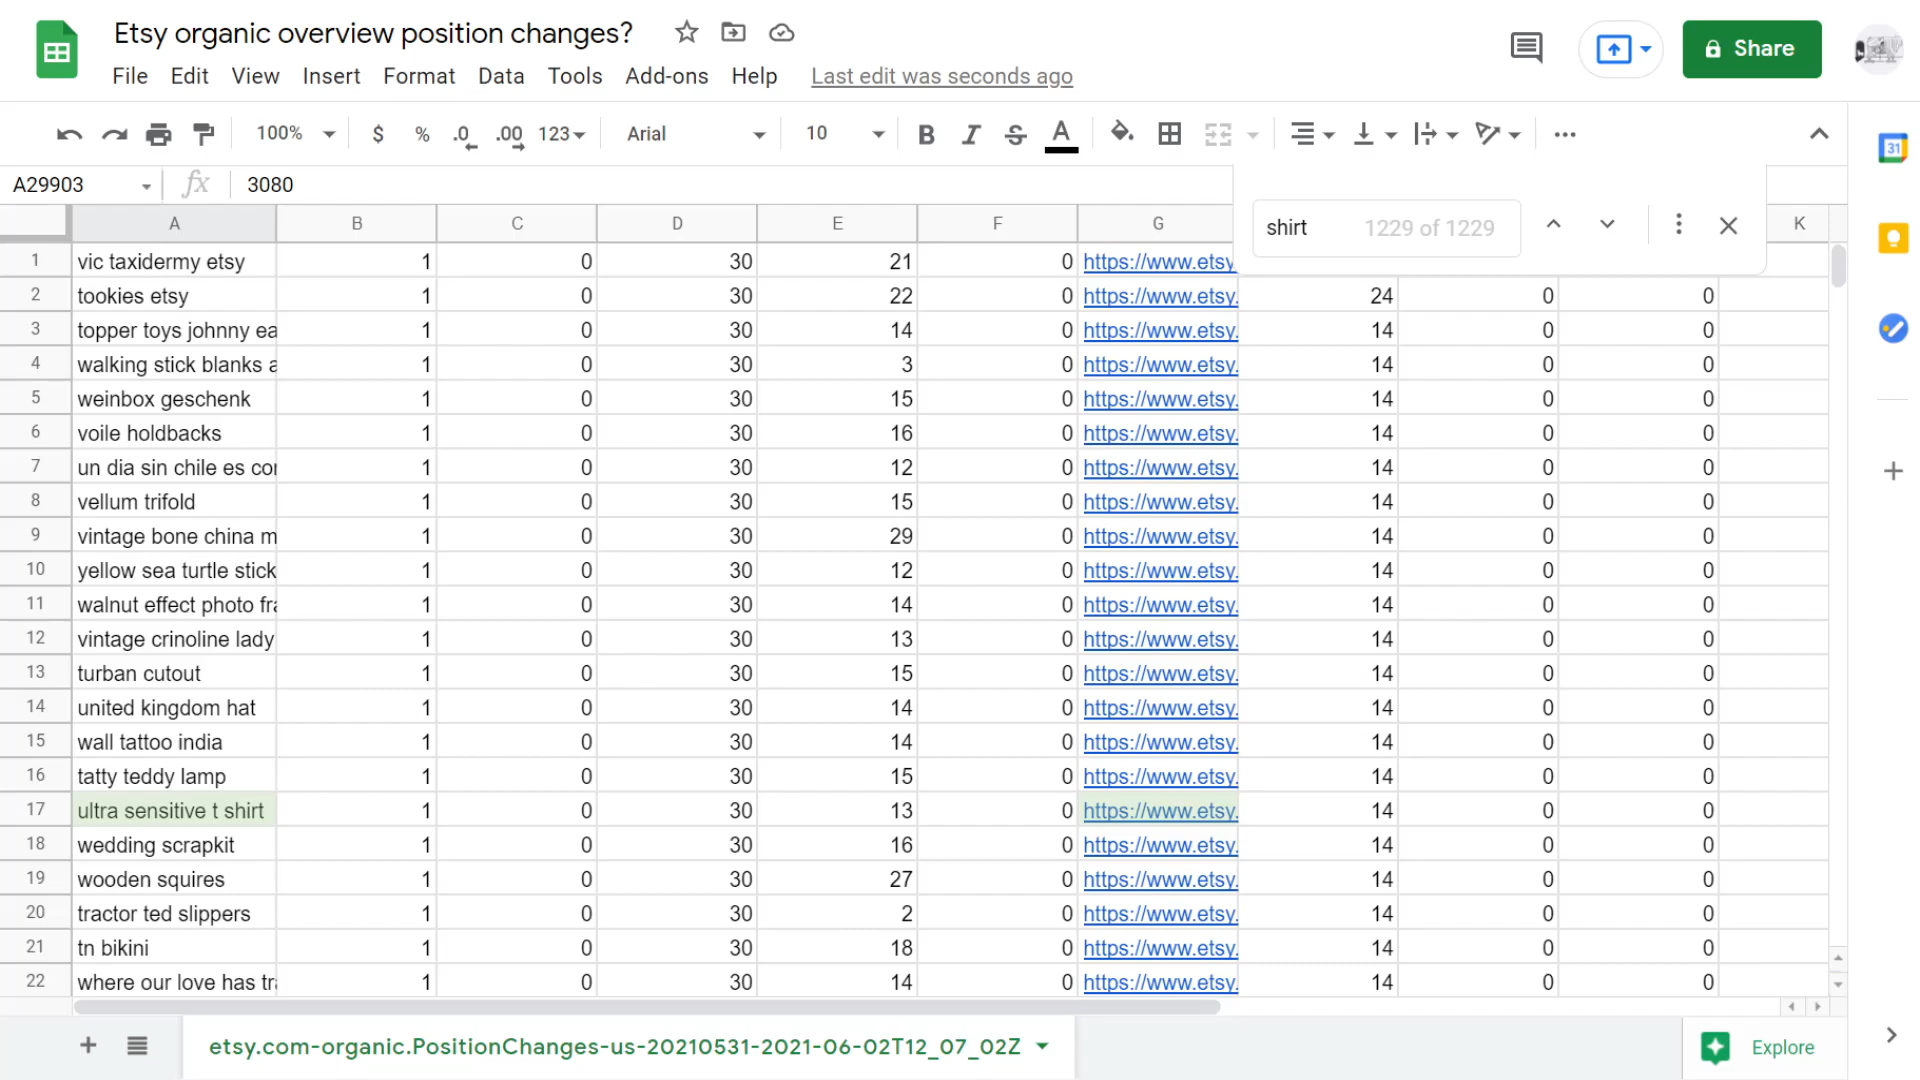 Etsy organic overview position changes?
File Edit View Insert Format Data Tools Add-ons Help Last edit was seconds ago
Share
100% $ % .0 .00 123 Arial 10 B I S A
31
A29903 fx 3080
shirt 1229 of 1229
A B C D E F G K
1 vic taxidermy etsy 1 0 30 21 0 https://www.etsy
2 tookies etsy 1 0 30 22 0 https://www.etsy. 24 0 0
3 topper toys johnny ea 1 0 30 14 0 https://www.etsy. 14 0 0
4 walking stick blanks a 1 0 30 3 0 https://www.etsy. 14 0 0
5 weinbox geschenk 1 0 30 15 0 https://www.etsy. 14 0 0
6 voile holdbacks 1 0 30 16 0 https://www.etsy. 14 0 0
7 un dia sin chile es cor 1 0 30 12 0 https://www.etsy. 14 0 0
8 vellum trifold 1 0 30 15 0 https://www.etsy. 14 0 0
9 vintage bone china m 1 0 30 29 0 https://www.etsy. 14 0 0
10 yellow sea turtle stick 1 0 30 12 0 https://www.etsy. 14 0 0
11 walnut effect photo fra 1 0 30 14 0 https://www.etsy. 14 0 0
12 vintage crinoline lady 1 0 30 13 0 https://www.etsy. 14 0 0
13 turban cutout 1 0 30 15 0 https://www.etsy. 14 0 0
14 united kingdom hat 1 0 30 14 0 https://www.etsy. 14 0 0
15 wall tattoo india 1 0 30 14 0 https://www.etsy. 14 0 0
16 tatty teddy lamp 1 0 30 15 0 https://www.etsy. 14 0 0
17 ultra sensitive t shirt 1 0 30 13 0 https://www.etsy. 14 0 0
18 wedding scrapkit 1 0 30 16 0 https://www.etsy. 14 0 0
19 wooden squires 1 0 30 27 0 https://www.etsy. 14 0 0
20 tractor ted slippers 1 0 30 2 0 https://www.etsy. 14 0 0
21 tn bikini 1 0 30 18 0 https://www.etsy. 14 0 0
22 where our love has tra 1 0 30 14 0 https://www.etsy. 14 0 0
etsy.com-organic.PositionChanges-us-20210531-2021-06-02T12_07_02Z
Explore